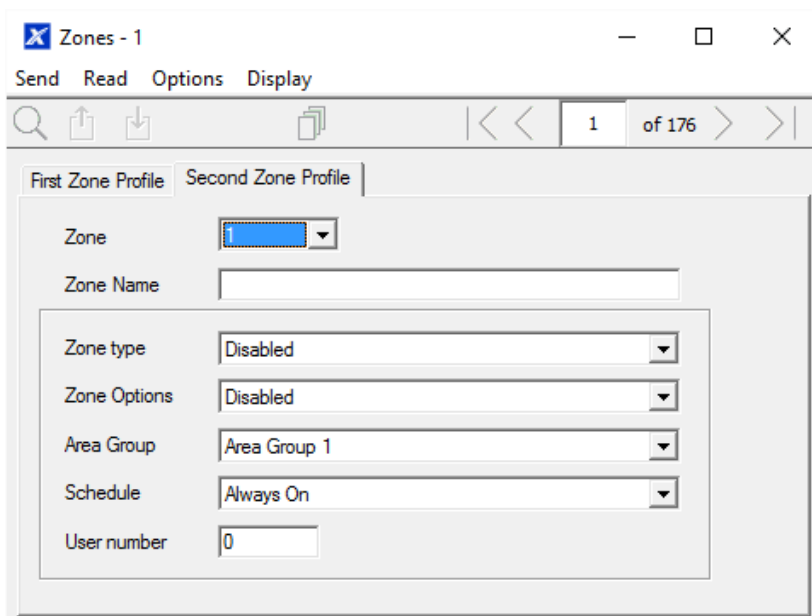 Zones - 1
Send Read Options Display
1 of 176
First Zone Profile Second Zone Profile
Zone 1
Zone Name
Zone type Disabled
Zone Options Disabled
Area Group Area Group 1
Schedule Always On
User number 0